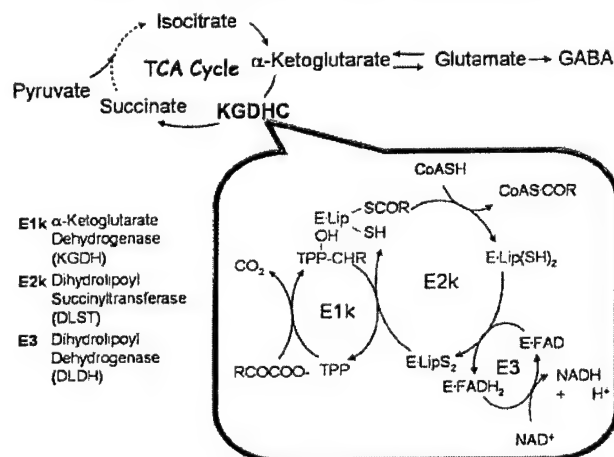 Isocitrate
TCA Cycle
α-Ketoglutarate
Glutamate
GABA
Pyruvate
Succinate
KGDHC
E1k α-Ketoglutarate
Dehydrogenase
(KGDH)
E2k Dihydrolipoyl
Succinyltransferase
(DLST)
E3 Dihydrolipoyl
Dehydrogenase
(DLDH)
CoASH
SCOR
CoAS·COR
E·Lip
SH
OH
TPP-CHR
E·Lip(SH)₂
CO₂
E2k
E1k
E·FAD
RCOCOO-
TPP
E·LipS₂
E3
E·FADH₂
NADH
+ H⁺
NAD⁺